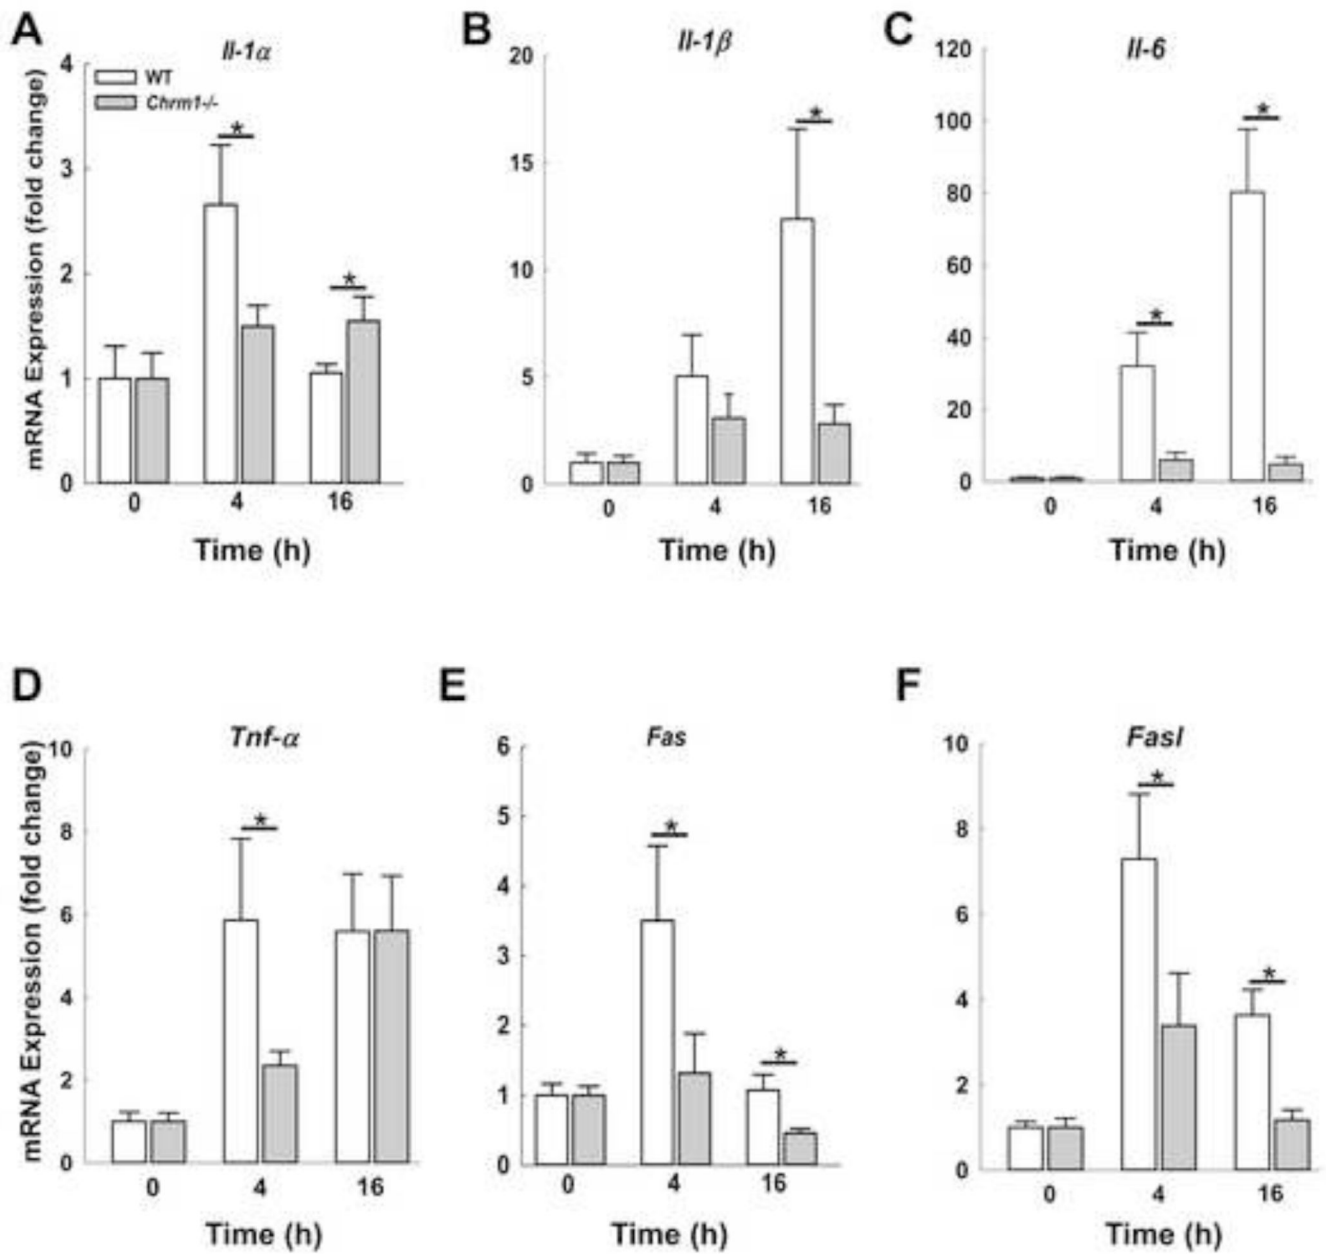 A
Il-1α
WT
Chrm1-/-
mRNA Expression (fold change)
4
3
2
1
0
*
*
0 4 16
Time (h)
B
Il-1β
20
15
10
5
0
*
0 4 16
Time (h)
C
Il-6
120
100
80
60
40
20
0
*
*
0 4 16
Time (h)
D
Tnf-α
mRNA Expression (fold change)
10
8
6
4
2
0
*
0 4 16
Time (h)
E
Fas
6
5
4
3
2
1
0
*
*
0 4 16
Time (h)
F
Fasl
10
8
6
4
2
0
*
*
0 4 16
Time (h)